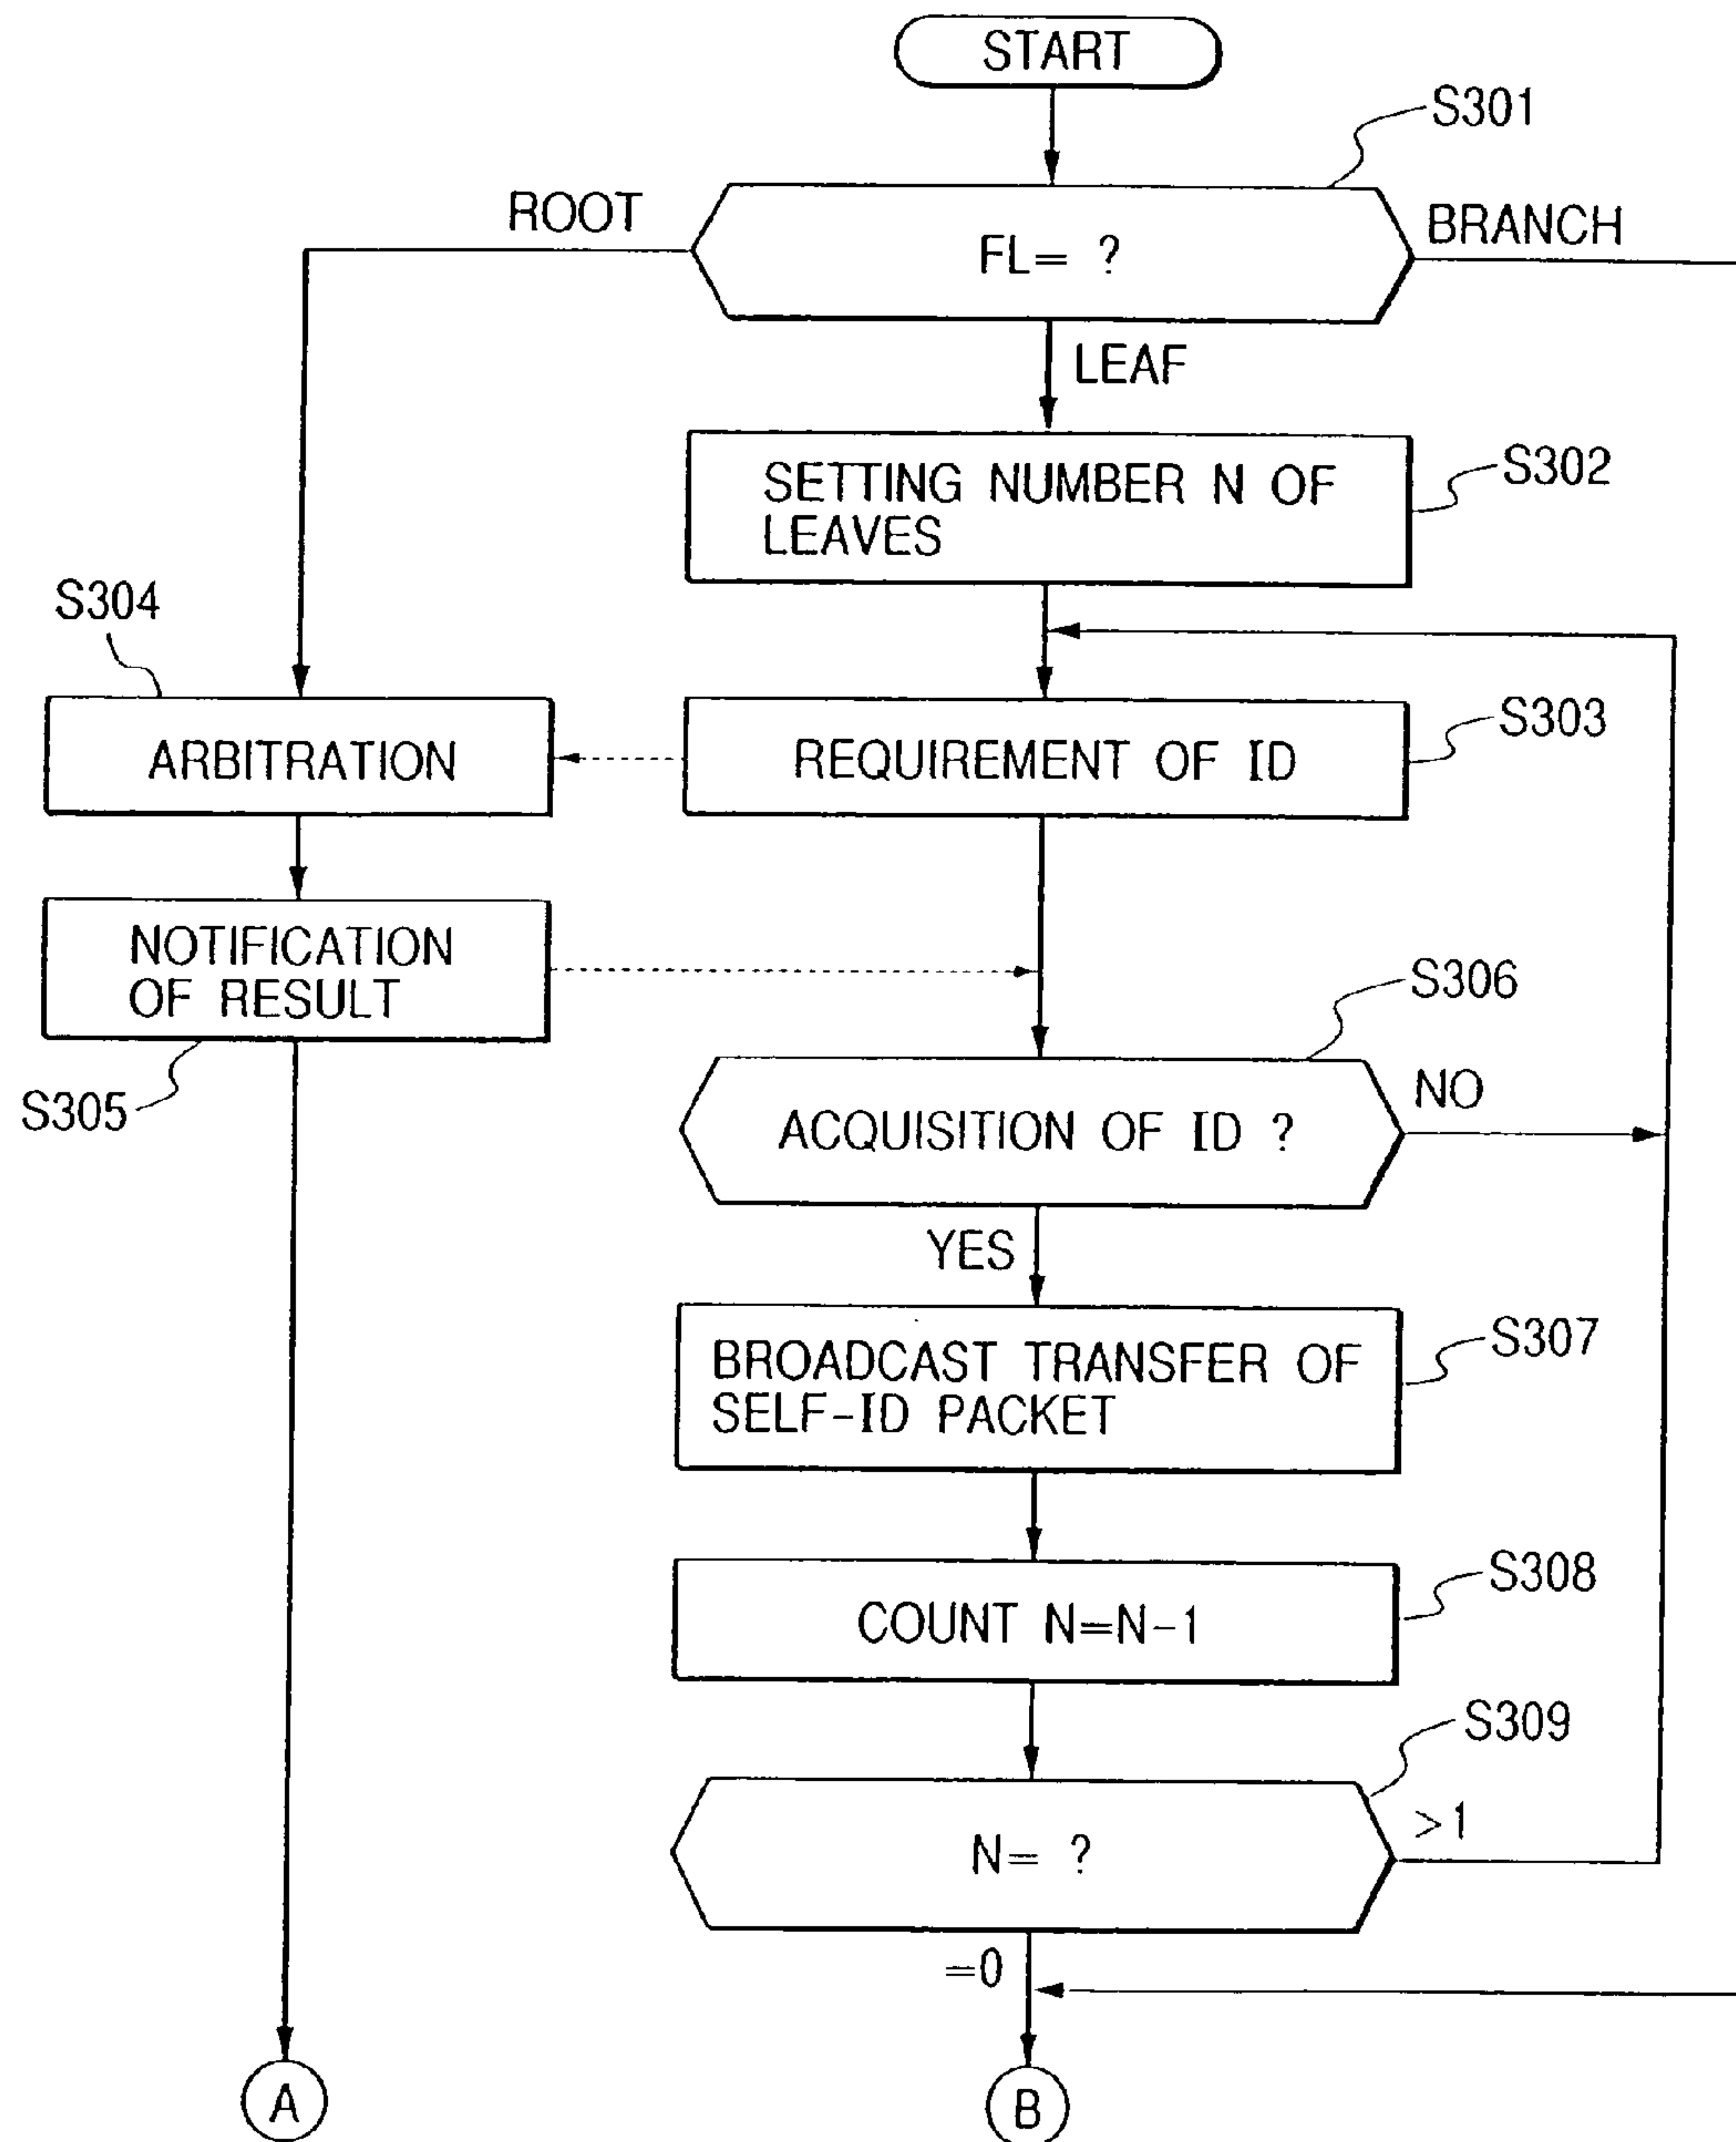 START
S301
ROOT
BRANCH
FL= ?
LEAF
SETTING NUMBER N OF
LEAVES
S302
S304
S303
ARBITRATION
REQUIREMENT OF ID
NOTIFICATION
OF RESULT
S305
S306
ACQUISITION OF ID ?
NO
YES
BROADCAST TRANSFER OF
SELF-ID PACKET
S307
COUNT N=N-1
S308
S309
N= ?
>1
=0
A
B